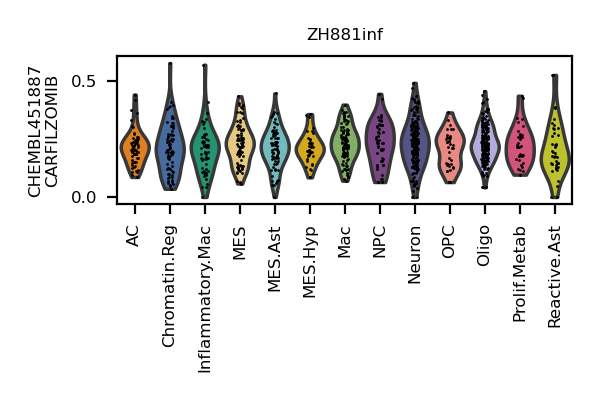 ZH881inf
CHEMBL451887
CARFILZOMIB
0.5
0.0
AC
Chromatin.Reg
Inflammatory.Mac
MES
MES.Ast
MES.Hyp
Mac
NPC
Neuron
OPC
Oligo
Prolif.Metab
Reactive.Ast